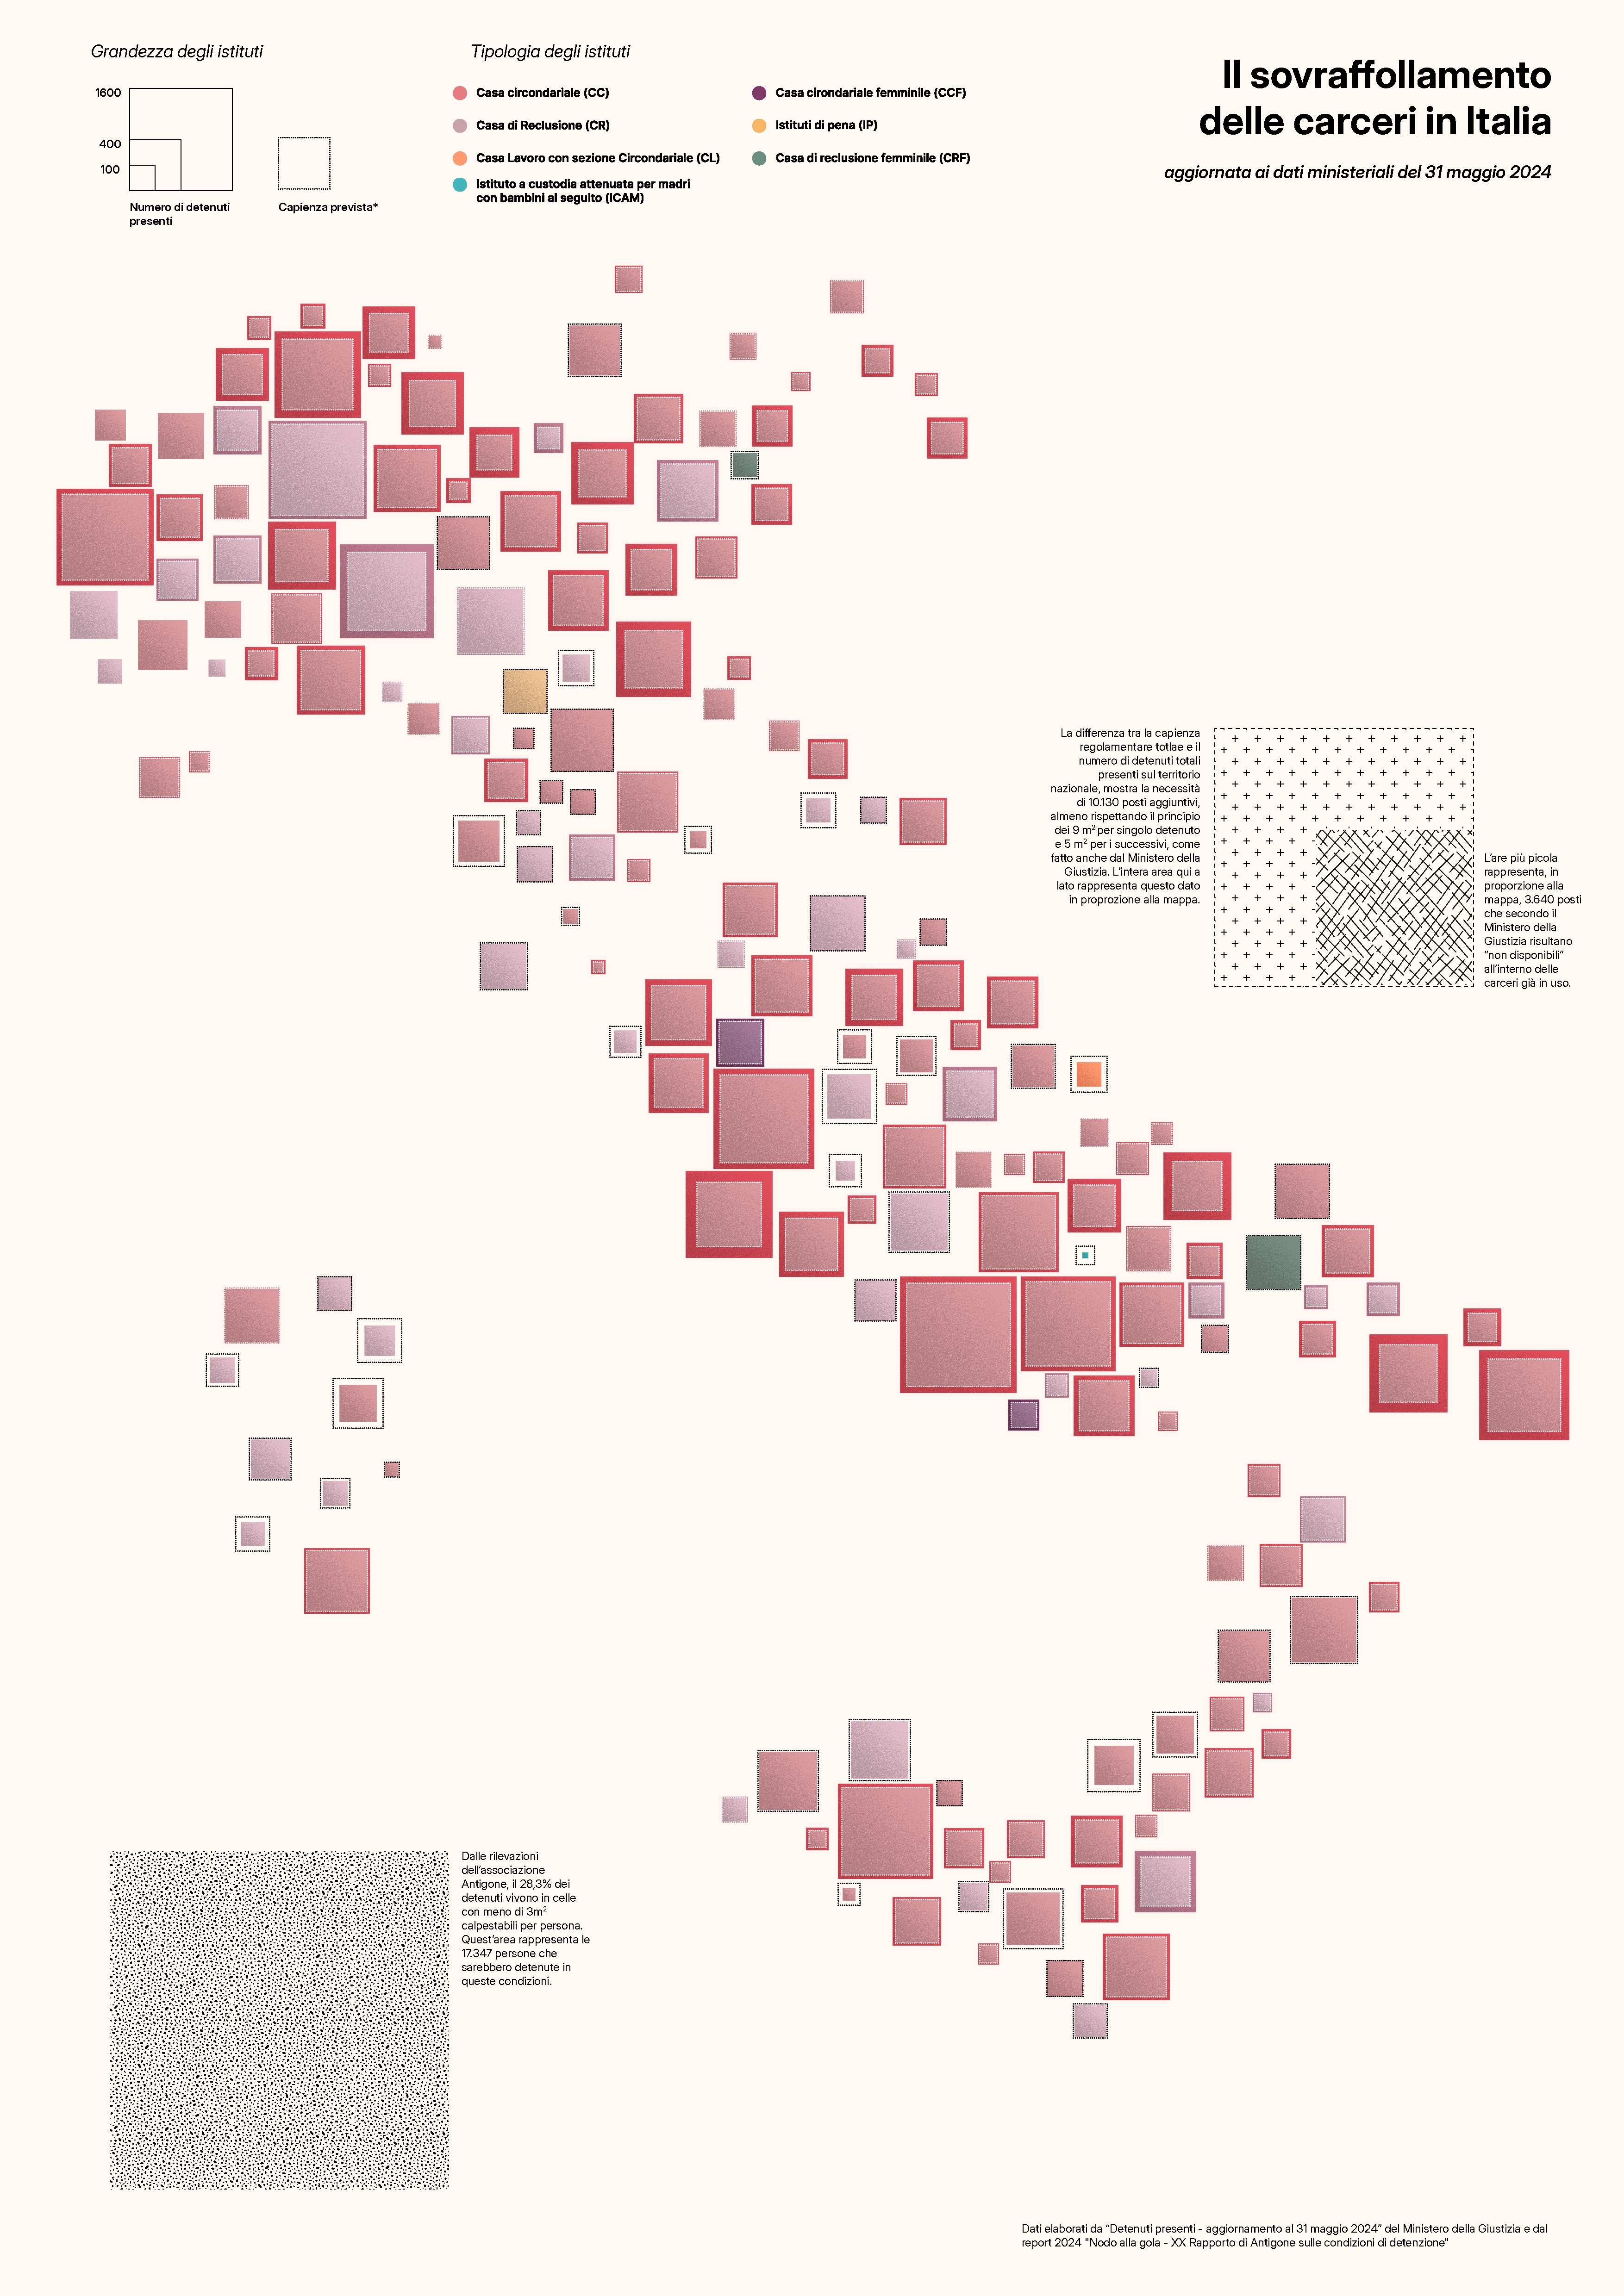 Grandezza degli istituti
1600
400
100
Numero di detenuti
presenti
Capienza prevista*
Tipologia degli istituti
Casa circondariale (CC)
Casa di Reclusione (CR)
Casa Lavoro con sezione Circondariale (CL)
Istituto a custodia attenuata per madri
con bambini al seguito (ICAM)
Casa cirondariale femminile (CCF)
Istituti di pena (IP)
Casa di reclusione femminile (CRF)
Il sovraffollamento
delle carceri in Italia
aggiornata ai dati ministeriali del 31 maggio 2024
La differenza tra la capienza
regolamentare totlae e il
numero di detenuti totali
presenti sul territorio
nazionale, mostra la necessità
di 10.130 posti aggiuntivi,
almeno rispettando il principio
dei 9 m² per singolo detenuto
e 5 m² per i successivi, come
fatto anche dal Ministero della
Giustizia. L'intera area qui a
lato rappresenta questo dato
in proprozione alla mappa.
L'are più picola
rappresenta, in
proporzione alla
mappa, 3.640 posti
che secondo il
Ministero della
Giustizia risultano
"non disponibili"
all'interno delle
carceri già in uso.
Dalle rilevazioni
dell'associazione
Antigone, il 28,3% dei
detenuti vivono in celle
con meno di 3m²
calpestabili per persona.
Quest'area rappresenta le
17.347 persone che
sarebbero detenute in
queste condizioni.
Dati elaborati da "Detenuti presenti - aggiornamento al 31 maggio 2024" del Ministero della Giustizia e dal
report 2024 "Nodo alla gola - XX Rapporto di Antigone sulle condizioni di detenzione"